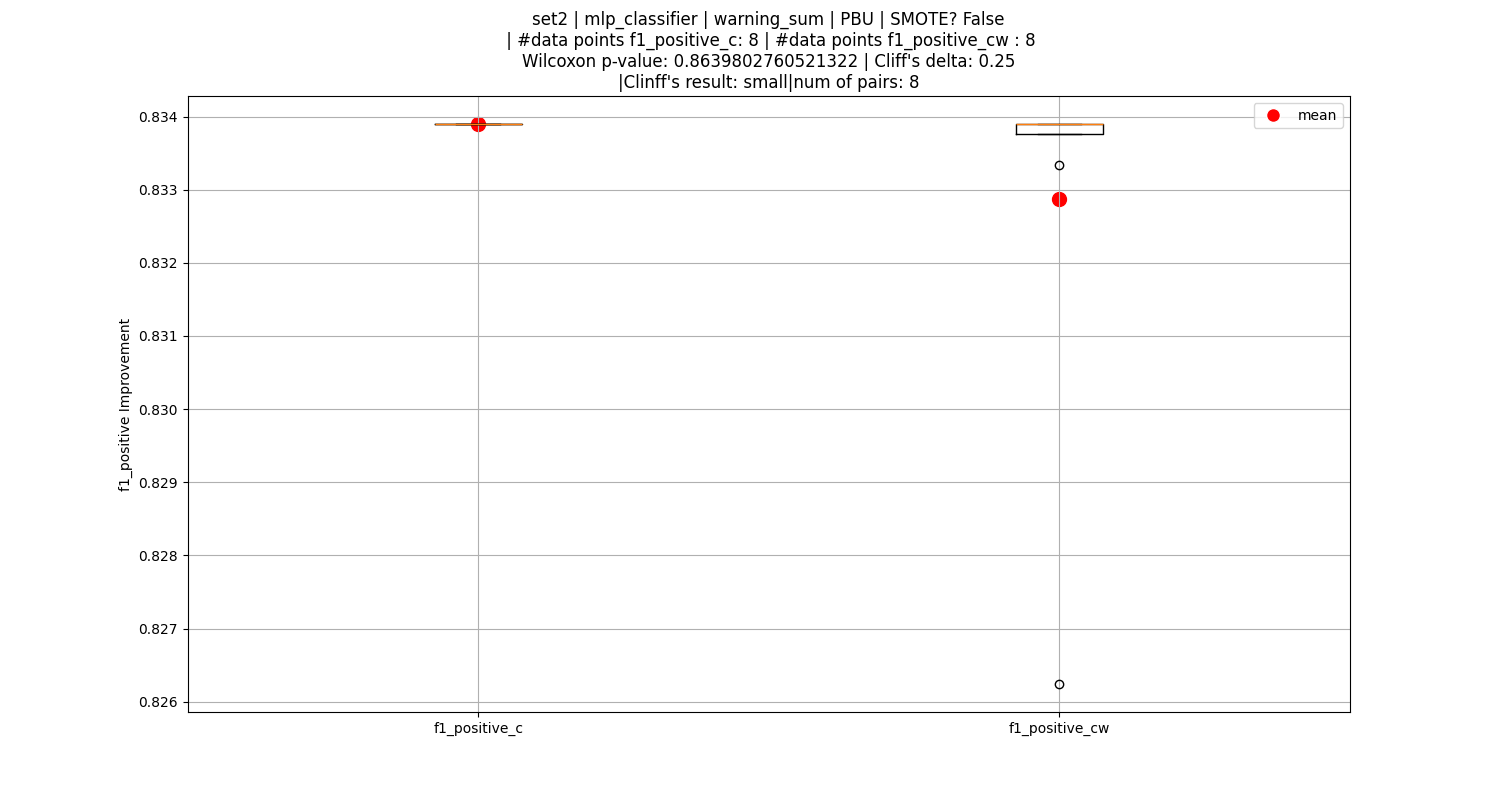 set2 | mlp_classifier | warning_sum | PBU | SMOTE? False
| #data points f1_positive_c: 8 | #data points f1_positive_cw : 8
Wilcoxon p-value: 0.8639802760521322 | Cliff's delta: 0.25
|Clinff's result: small|num of pairs: 8
mean
f1_positive Improvement
0.834
0.833
0.832
0.831
0.830
0.829
0.828
0.827
0.826
f1_positive_c
f1_positive_cw